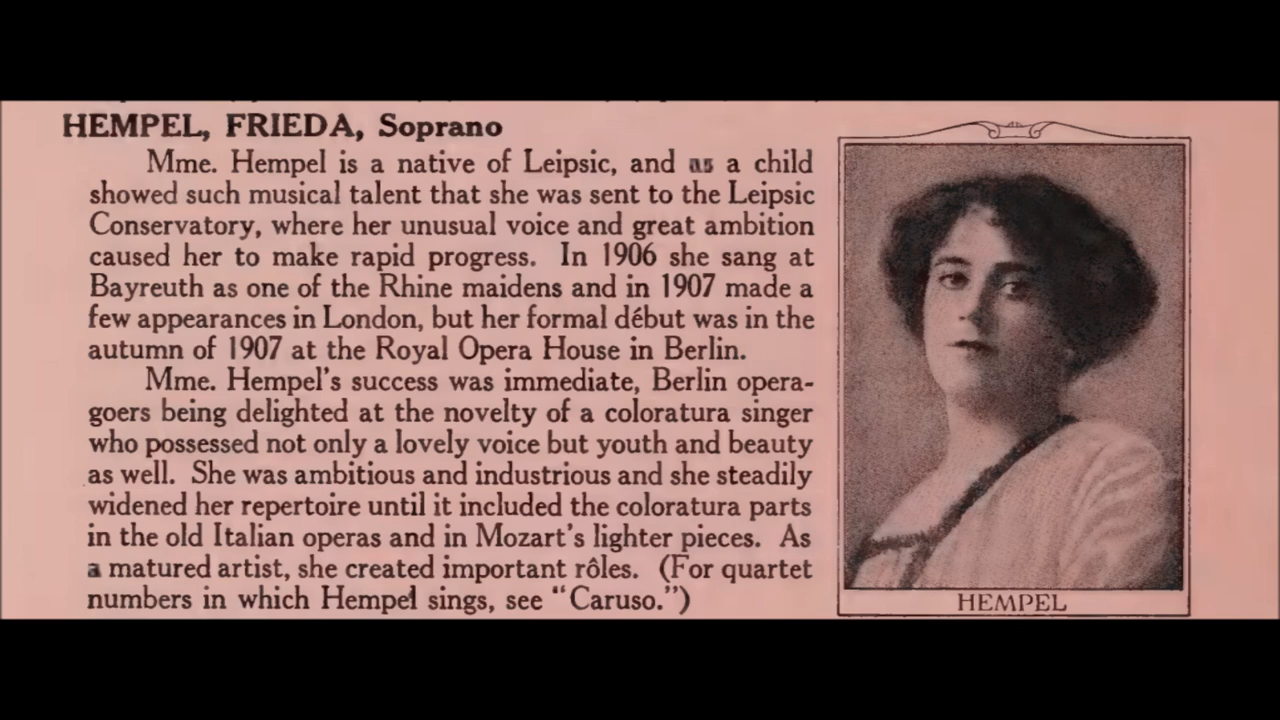 HEMPEL, FRIEDA, Soprano
Mme. Hempel is a native of Leipsic, and as a child
showed such musical talent that she was sent to the Leipsic
Conservatory, where her unusual voice and great ambition
caused her to make rapid progress. In 1906 she sang at
Bayreuth as one of the Rhine maidens and in 1907 made a
few appearances in London, but her formal début was in the
autumn of 1907 at the Royal Opera House in Berlin.
Mme. Hempel's success was immediate, Berlin opera-
goers being delighted at the novelty of a coloratura singer
who possessed not only a lovely voice but youth and beauty
as well. She was ambitious and industrious and she steadily
widened her repertoire until it included the coloratura parts
in the old Italian operas and in Mozart's lighter pieces. As
a matured artist, she created important rôles. (For quartet
numbers in which Hempel sings, see "Caruso.")
HEMPEL